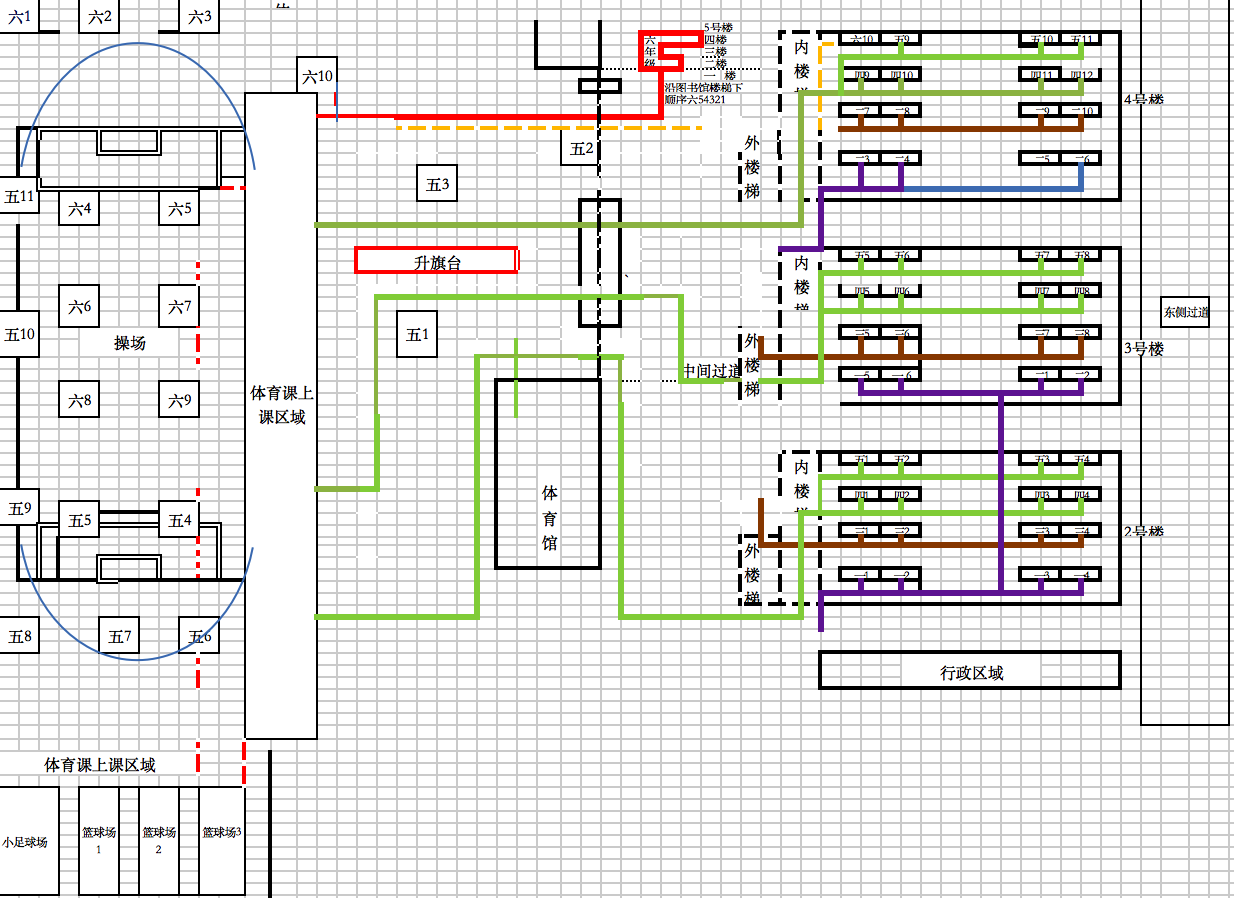 六1
六2
六3
六10
五11
六4
六5
五10
六6
六7
操场
六8
六9
五9
五5
五4
五8
五7
五6
体育课上课区域
小足球场
篮球场
1
篮球场
2
篮球场3
体育课上
课区域
升旗台
五1
五2
五3
体
育
馆
中间过道
六
年
级
5号楼
四楼
三楼
二楼
一 楼
沿图书馆楼梯下
顺序六54321
内
楼
梯
外
楼
梯
六10
五9
五10
五11
四9
四10
四11
四12
二7
二8
二9
二10
二3
二4
二5
二6
4号楼
内
楼
梯
外
楼
梯
五5
五6
五7
五8
四5
四6
四7
四8
三5
三6
三7
三8
一5
一6
二1
二2
3号楼
东侧过道
内
楼
梯
外
楼
梯
五1
五2
五3
五4
四1
四2
四3
四4
三1
三2
三3
三4
一1
一2
一3
一4
2号楼
行政区域